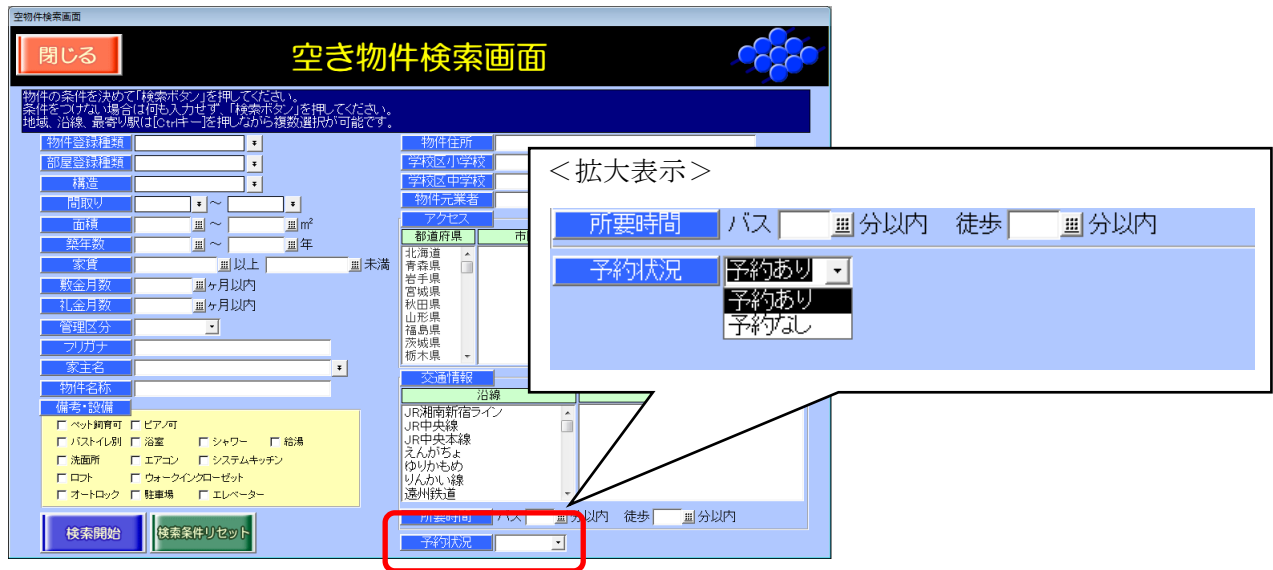 空物件検索画面
閉じる
空き物件検索画面
物件の条件を決めて「検索ボタン」を押してください。
条件をつけない場合は何も入力せず、「検索ボタン」を押してください。
地域、沿線、最寄り駅は[Ctrlキー]を押しながら複数選択が可能です。
物件登録種類
部屋登録種類
構造
間取り ～
面積 ～ ㎡
築年数 ～ 年
家賃 以上 未満
敷金月数 ヶ月以内
礼金月数 ヶ月以内
管理区分
フリガナ
家主名
物件名称
備考・設備
ペット飼育可 ピアノ可
バストイレ別 浴室 シャワー 給湯
洗面所 エアコン システムキッチン
ロフト ウォークインクローゼット
オートロック 駐車場 エレベーター
検索開始 検索条件リセット
物件住所
学校区小学校
学校区中学校
物件元業者
アクセス
都道府県 市
北海道
青森県
岩手県
宮城県
秋田県
山形県
福島県
茨城県
栃木県
交通情報
沿線
JR湘南新宿ライン
JR中央線
JR中央本線
えんがちょ
ゆりかもめ
りんかい線
遠州鉄道
所要時間 バス 分以内 徒歩 分以内
予約状況
＜拡大表示＞
所要時間 バス 分以内 徒歩 分以内
予約状況 予約あり
予約あり
予約なし